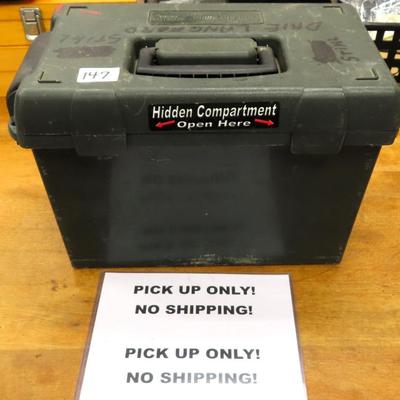 147
Hidden Compartment
Open Here
PICK UP ONLY!
NO SHIPPING!
PICK UP ONLY!
NO SHIPPING!